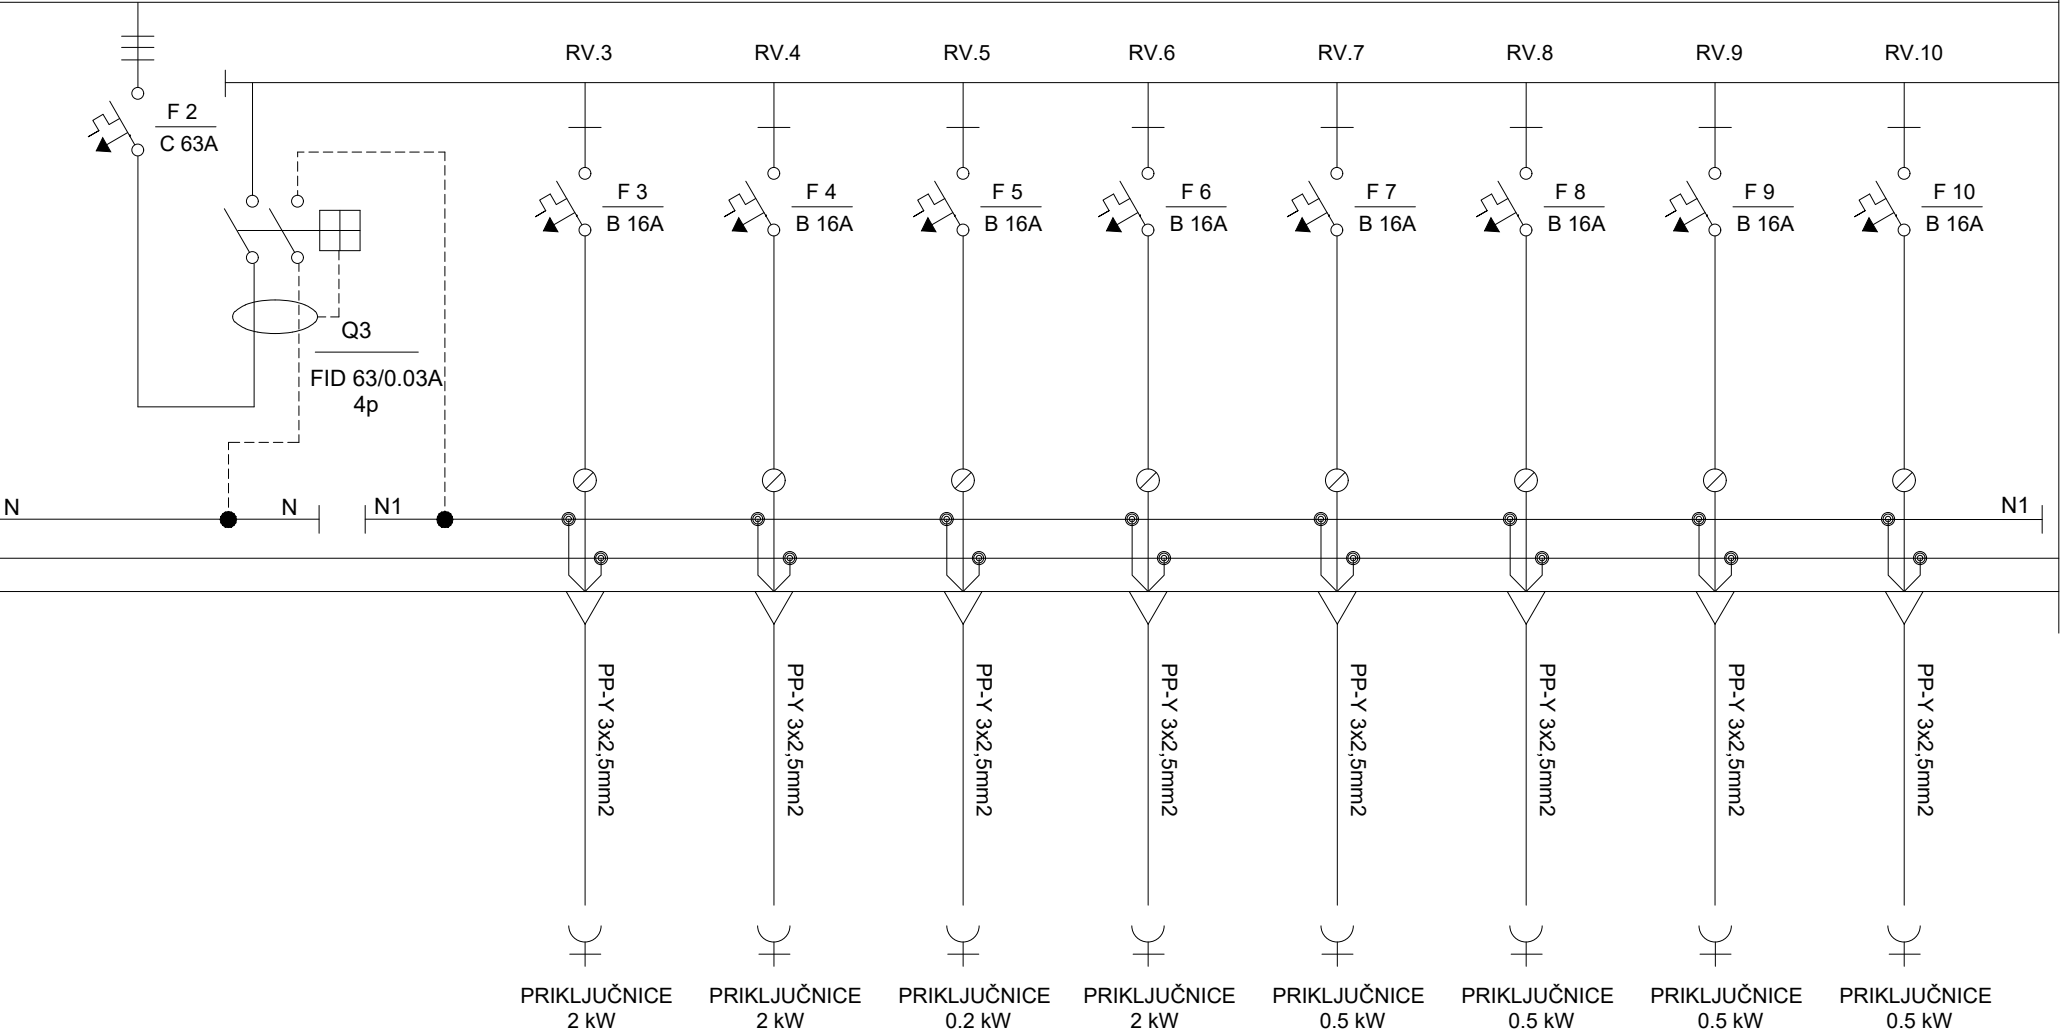 RV.3
RV.4
RV.5
RV.6
RV.7
RV.8
RV.9
RV.10
F 2
C 63A
F 3
B 16A
F 4
B 16A
F 5
B 16A
F 6
B 16A
F 7
B 16A
F 8
B 16A
F 9
B 16A
F 10
B 16A
Q3
FID 63/0.03A
4p
N
N
N1
N1
PP-Y 3x2,5mm2
PP-Y 3x2,5mm2
PP-Y 3x2,5mm2
PP-Y 3x2,5mm2
PP-Y 3x2,5mm2
PP-Y 3x2,5mm2
PP-Y 3x2,5mm2
PP-Y 3x2,5mm2
PRIKLJUČNICE
2 kW
PRIKLJUČNICE
2 kW
PRIKLJUČNICE
0.2 kW
PRIKLJUČNICE
2 kW
PRIKLJUČNICE
0.5 kW
PRIKLJUČNICE
0.5 kW
PRIKLJUČNICE
0.5 kW
PRIKLJUČNICE
0.5 kW